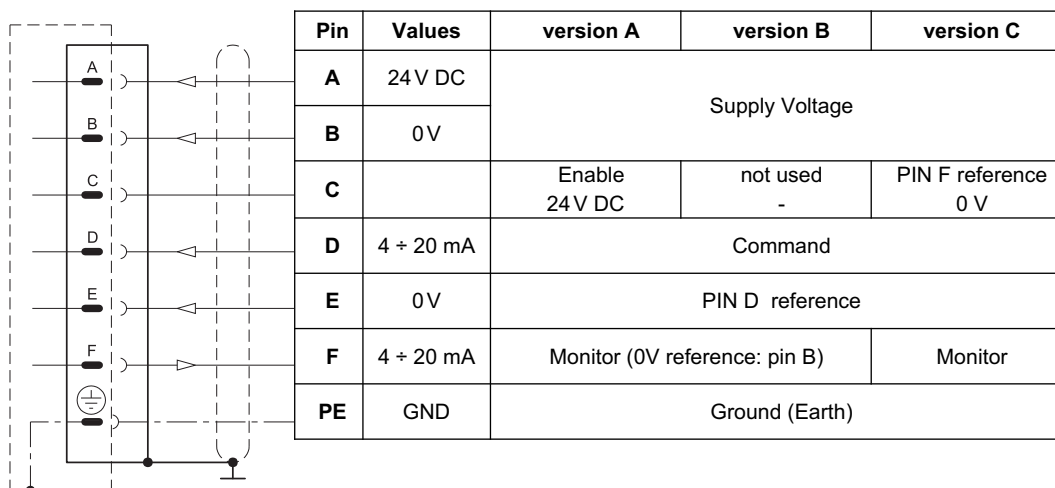 A
B
C
D
E
F
Pin Values version A version B version C
A 24 V DC Supply Voltage
B 0 V
C Enable 24 V DC not used - PIN F reference 0 V
D 4 ÷ 20 mA Command
E 0 V PIN D reference
F 4 ÷ 20 mA Monitor (0V reference: pin B) Monitor
PE GND Ground (Earth)